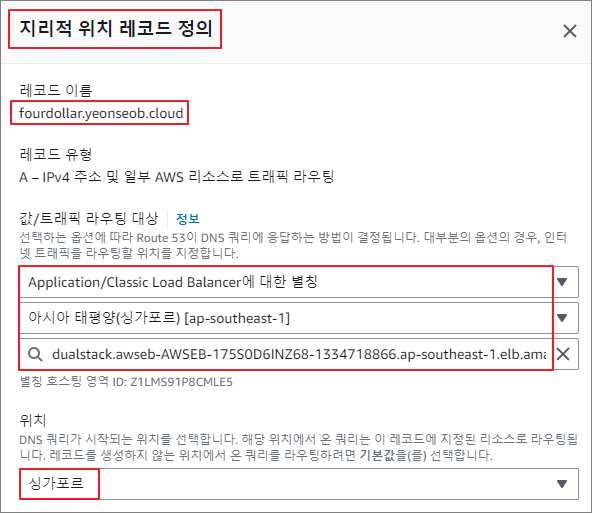 지리적 위치 레코드 정의
레코드 이름
fourdollar.yeonseob.cloud
레코드 유형
A – IPv4 주소 및 일부 AWS 리소스로 트래픽 라우팅
값/트래픽 라우팅 대상 정보
선택하는 옵션에 따라 Route 53이 DNS 쿼리에 응답하는 방법이 결정됩니다. 대부분의 옵션의 경우, 인터
넷 트래픽을 라우팅할 위치를 지정합니다.
Application/Classic Load Balancer에 대한 별칭
아시아 태평양(싱가포르) [ap-southeast-1]
dualstack.awseb-AWSEB-175S0D6INZ68-1334718866.ap-southeast-1.elb.ama
별칭 호스팅 영역 ID: Z1LMS91P8CMLE5
위치
DNS 쿼리가 시작되는 위치를 선택합니다. 해당 위치에서 온 쿼리는 이 레코드에 지정된 리소스로 라우팅됩
니다. 레코드를 생성하지 않는 위치에서 온 쿼리를 라우팅하려면 기본값을(를) 선택합니다.
싱가포르